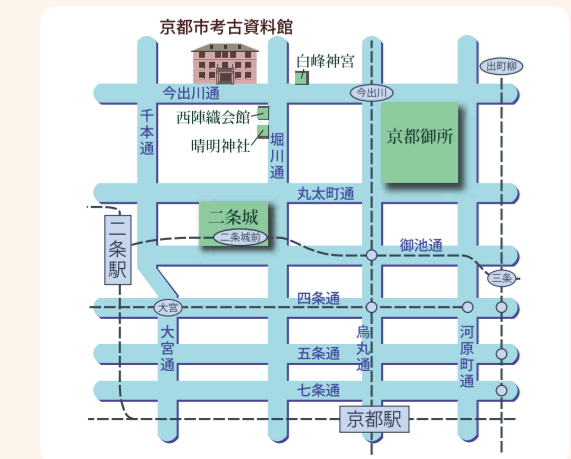 京都市考古資料館
白峰神宮
出町柳
今出川通
今出川
千本通
西陣織会館
晴明神社
堀川通
京都御所
丸太町通
二条城
二条城前
二条駅
御池通
三条
四条通
大宮
大宮通
烏丸通
河原町通
五条通
七条通
京都駅